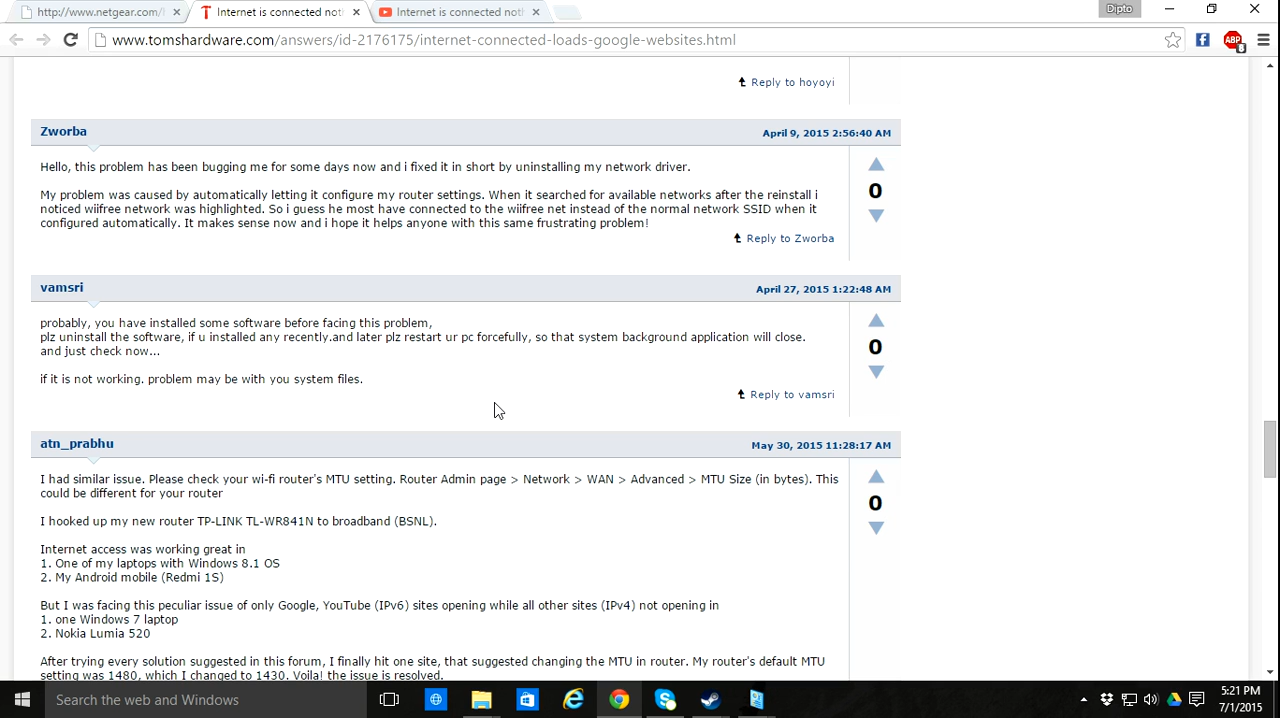 http://www.netgear.com/
Internet is connected not
Internet is connected not
Dipto
www.tomshardware.com/answers/id-2176175/internet-connected-loads-google-websites.html
ABP
Reply to hoyoyi
Zworba
April 9, 2015 2:56:40 AM
Hello, this problem has been bugging me for some days now and i fixed it in short by uninstalling my network driver.
0
My problem was caused by automatically letting it configure my router settings. When it searched for available networks after the reinstall i
noticed wiifree network was highlighted. So i guess he most have connected to the wiifree net instead of the normal network SSID when it
configured automatically. It makes sense now and i hope it helps anyone with this same frustrating problem!
Reply to Zworba
vamsri
April 27, 2015 1:22:48 AM
probably, you have installed some software before facing this problem,
plz uninstall the software, if u installed any recently.and later plz restart ur pc forcefully, so that system background application will close.
and just check now...
0
if it is not working. problem may be with you system files.
Reply to vamsri
atn_prabhu
May 30, 2015 11:28:17 AM
I had similar issue. Please check your wi-fi router's MTU setting. Router Admin page > Network > WAN > Advanced > MTU Size (in bytes). This
could be different for your router
0
I hooked up my new router TP-LINK TL-WR841N to broadband (BSNL).
Internet access was working great in
1. One of my laptops with Windows 8.1 OS
2. My Android mobile (Redmi 1S)
But I was facing this peculiar issue of only Google, YouTube (IPv6) sites opening while all other sites (IPv4) not opening in
1. one Windows 7 laptop
2. Nokia Lumia 520
After trying every solution suggested in this forum, I finally hit one site, that suggested changing the MTU in router. My router's default MTU
setting was 1480, which I changed to 1430. Voila! the issue is resolved.
Search the web and Windows
5:21 PM
7/1/2015